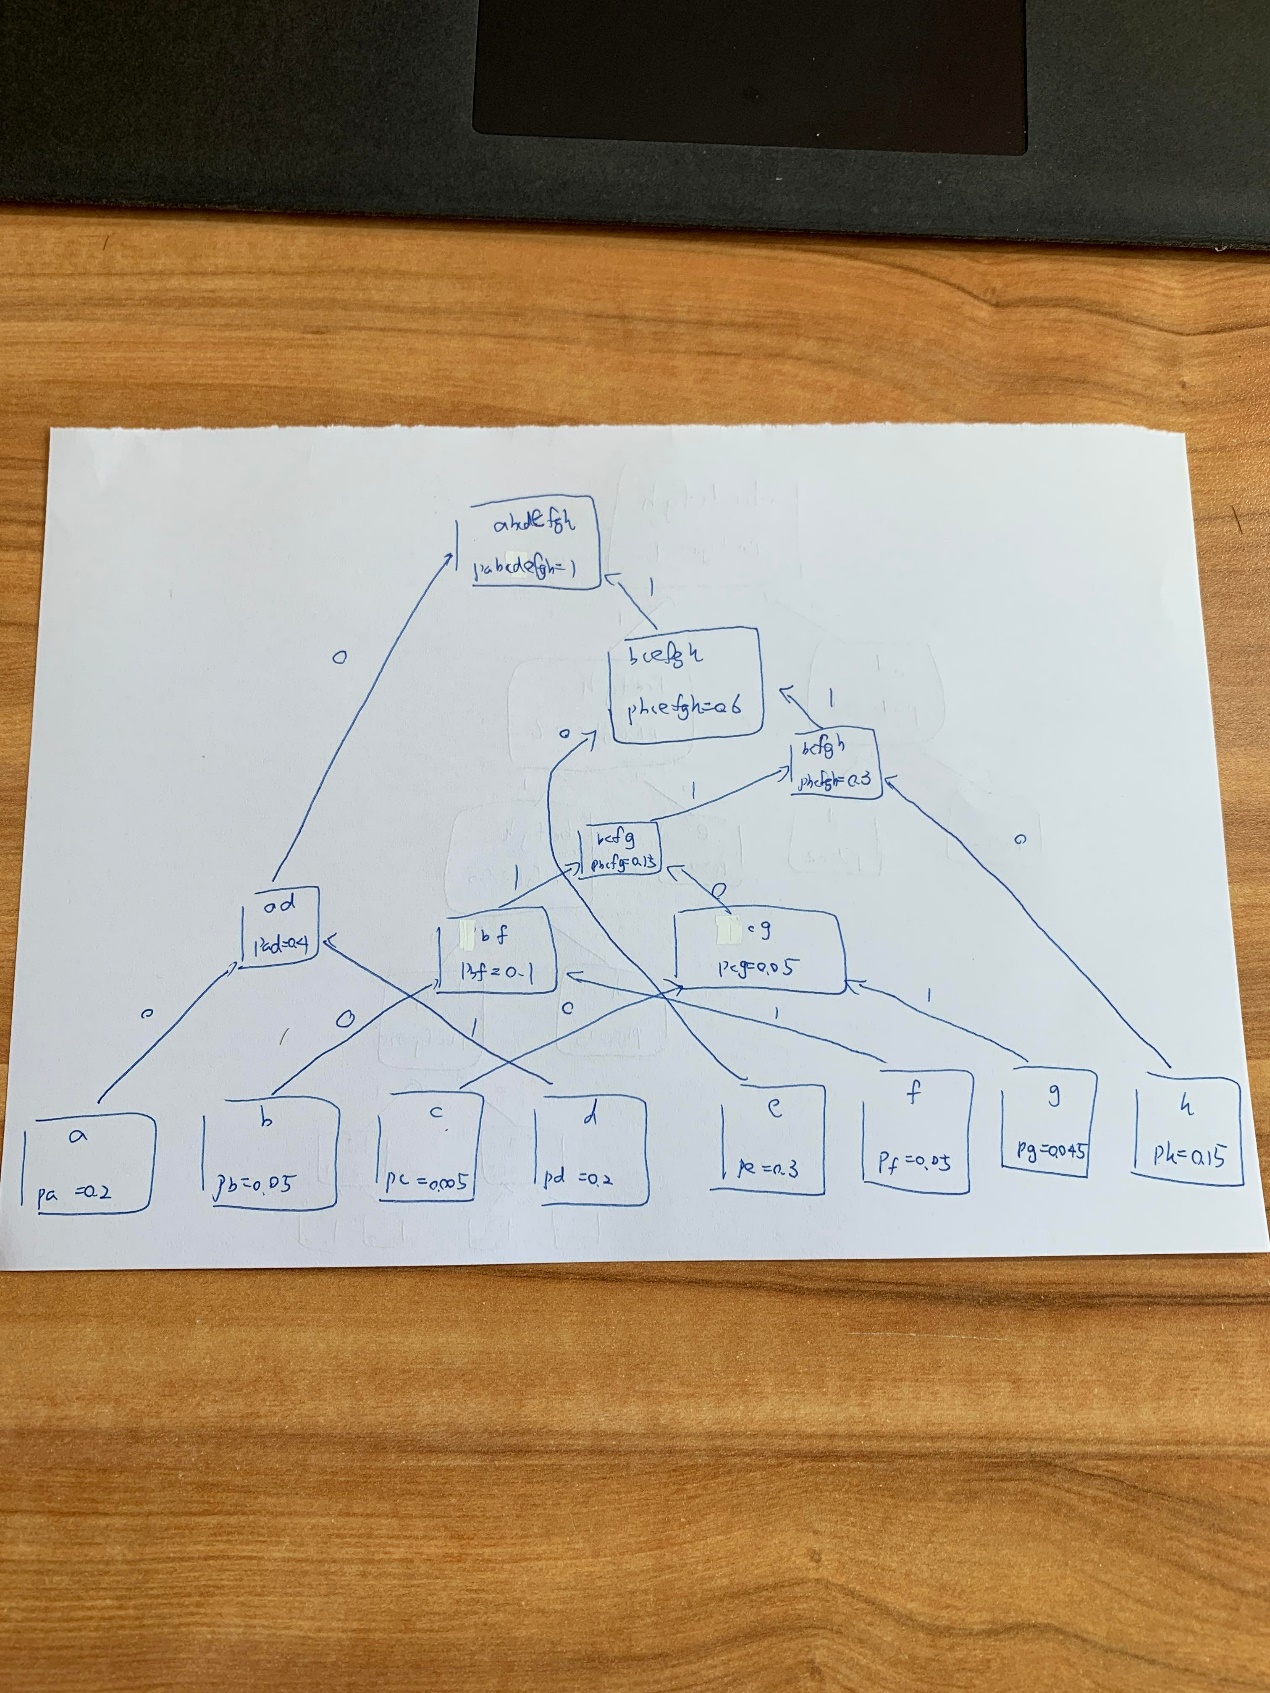 abcdefgh
pabcdefgh=1
1
0
bcefgh
pbcefgh=0.6
1
0
bcfgh
pbcfgh=0.3
1
0
bcfg
pbcfg=0.15
1
0
ad
pad=0.4
bf
pbf=0.1
cg
pcg=0.05
0
0
1
0
1
1
a
pa=0.2
b
pb=0.05
c
pc=0.005
d
pd=0.2
e
pe=0.3
f
pf=0.05
g
pg=0.045
h
ph=0.15